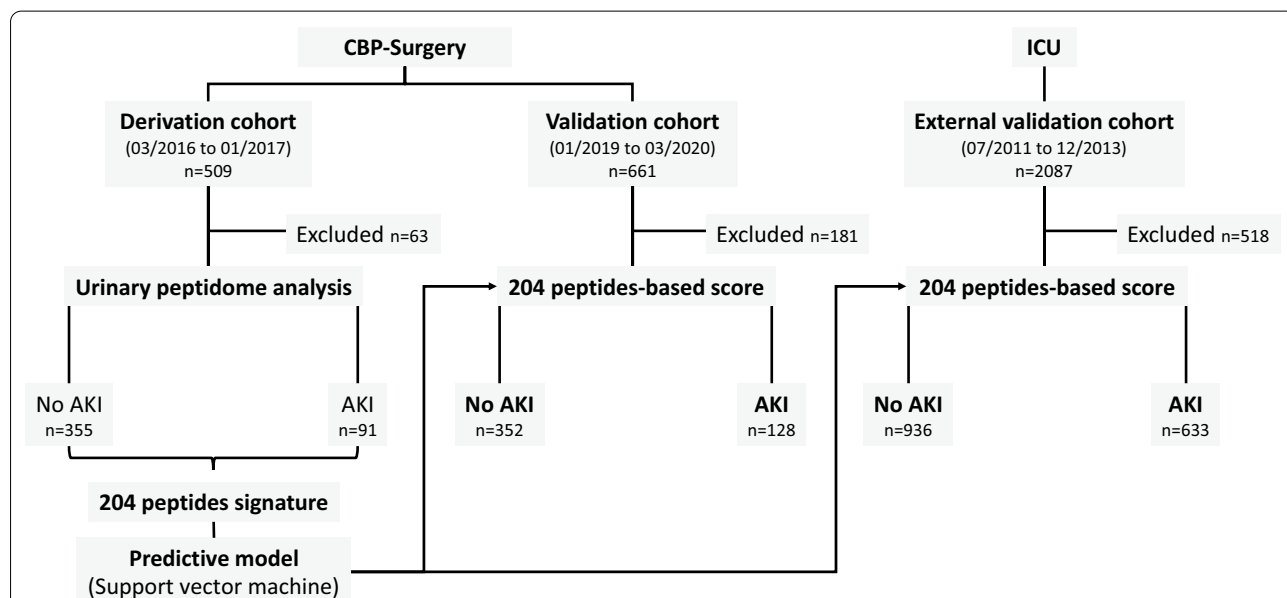 CBP-Surgery
ICU
Derivation cohort
(03/2016 to 01/2017)
n=509
Validation cohort
(01/2019 to 03/2020)
n=661
External validation cohort
(07/2011 to 12/2013)
n=2087
Excluded n=63
Excluded n=181
Excluded n=518
Urinary peptidome analysis
204 peptides-based score
204 peptides-based score
No AKI
n=355
AKI
n=91
No AKI
n=352
AKI
n=128
No AKI
n=936
AKI
n=633
204 peptides signature
Predictive model
(Support vector machine)